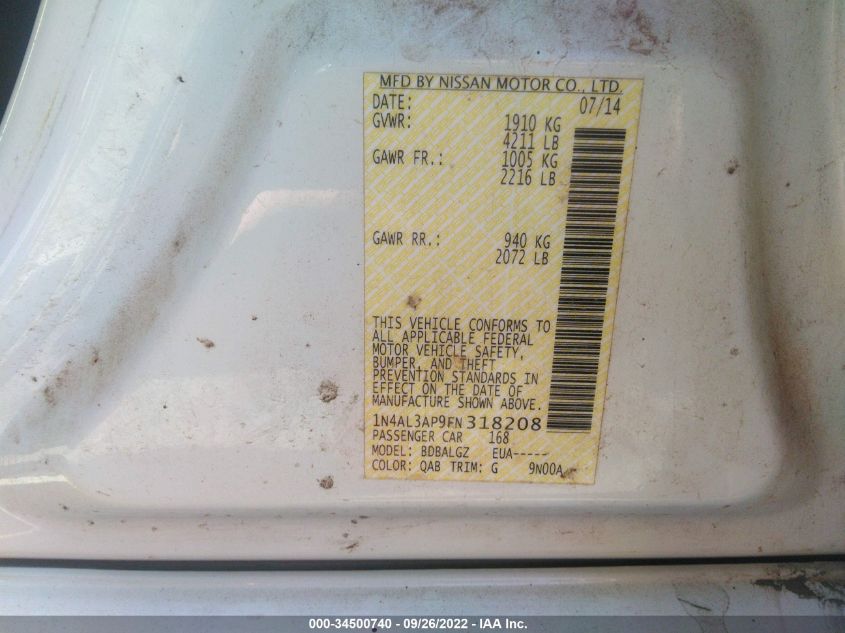 MFD BY NISSAN MOTOR CO., LTD.
DATE: 07/14
GVWR: 1910 KG
4211 LB
GAWR FR.: 1005 KG
2216 LB
GAWR RR.: 940 KG
2072 LB
THIS VEHICLE CONFORMS TO
ALL APPLICABLE FEDERAL
MOTOR VEHICLE SAFETY,
BUMPER, AND THEFT
PREVENTION STANDARDS IN
EFFECT ON THE DATE OF
MANUFACTURE SHOWN ABOVE.
1N4AL3AP9FN318208
PASSENGER CAR 168
MODEL: BDBALGZ EUA-----
COLOR: QAB TRIM: G 9N00A
000-34500740 - 09/26/2022 - IAA Inc.